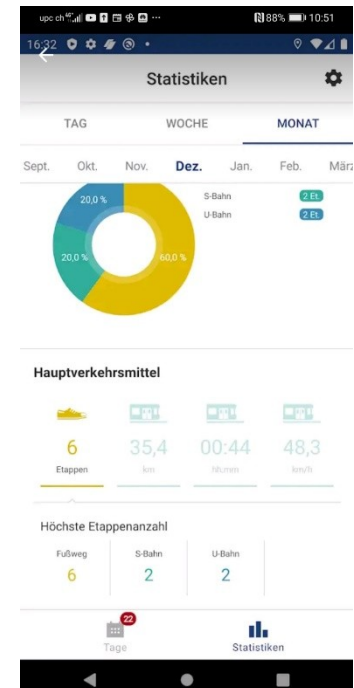 upc ch 88% 10:51
16:32
Statistiken
TAG WOCHE MONAT
Sept. Okt. Nov. Dez. Jan. Feb. März
20,0 % S-Bahn 2 Et.
U-Bahn 2 Et.
20,0 % 60,0 %
Hauptverkehrsmittel
6 35,4 00:44 48,3
Etappen km hh:mm km/h
Höchste Etappenanzahl
Fußweg S-Bahn U-Bahn
6 2 2
22
Tage Statistiken